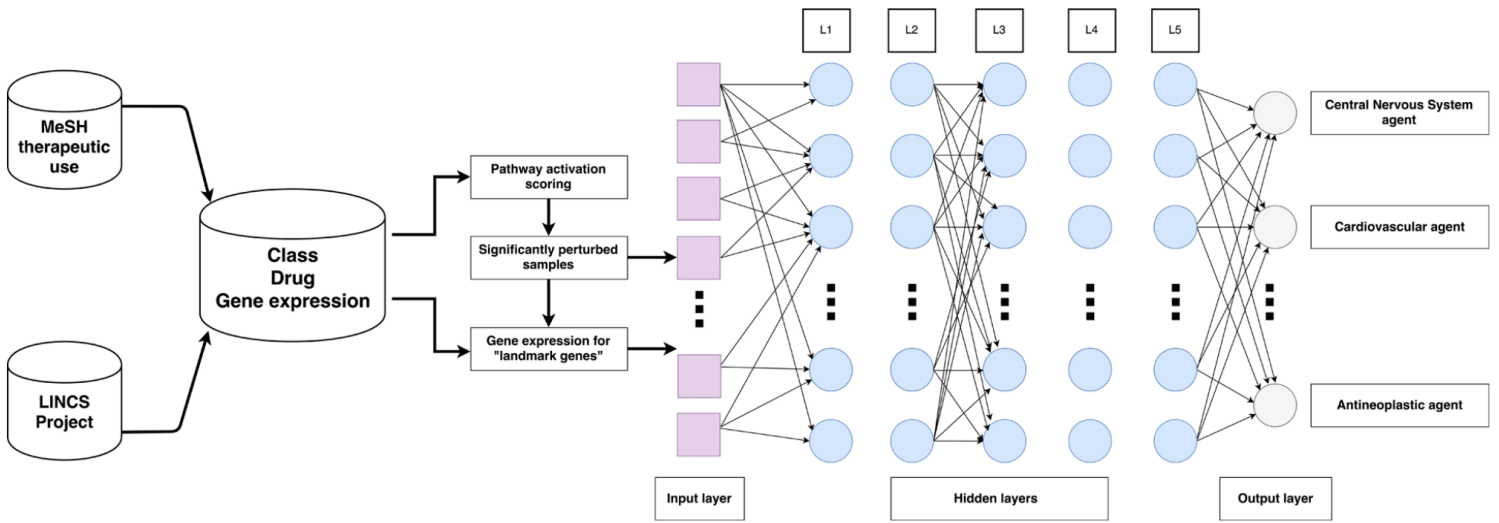 L1
L2
L3
L4
L5
MeSH
therapeutic
use
Class
Drug
Gene expression
LINCS
Project
Pathway activation
scoring
Significantly perturbed
samples
Gene expression for
"landmark genes"
Central Nervous System
agent
Cardiovascular agent
Antineoplastic agent
Input layer
Hidden layers
Output layer